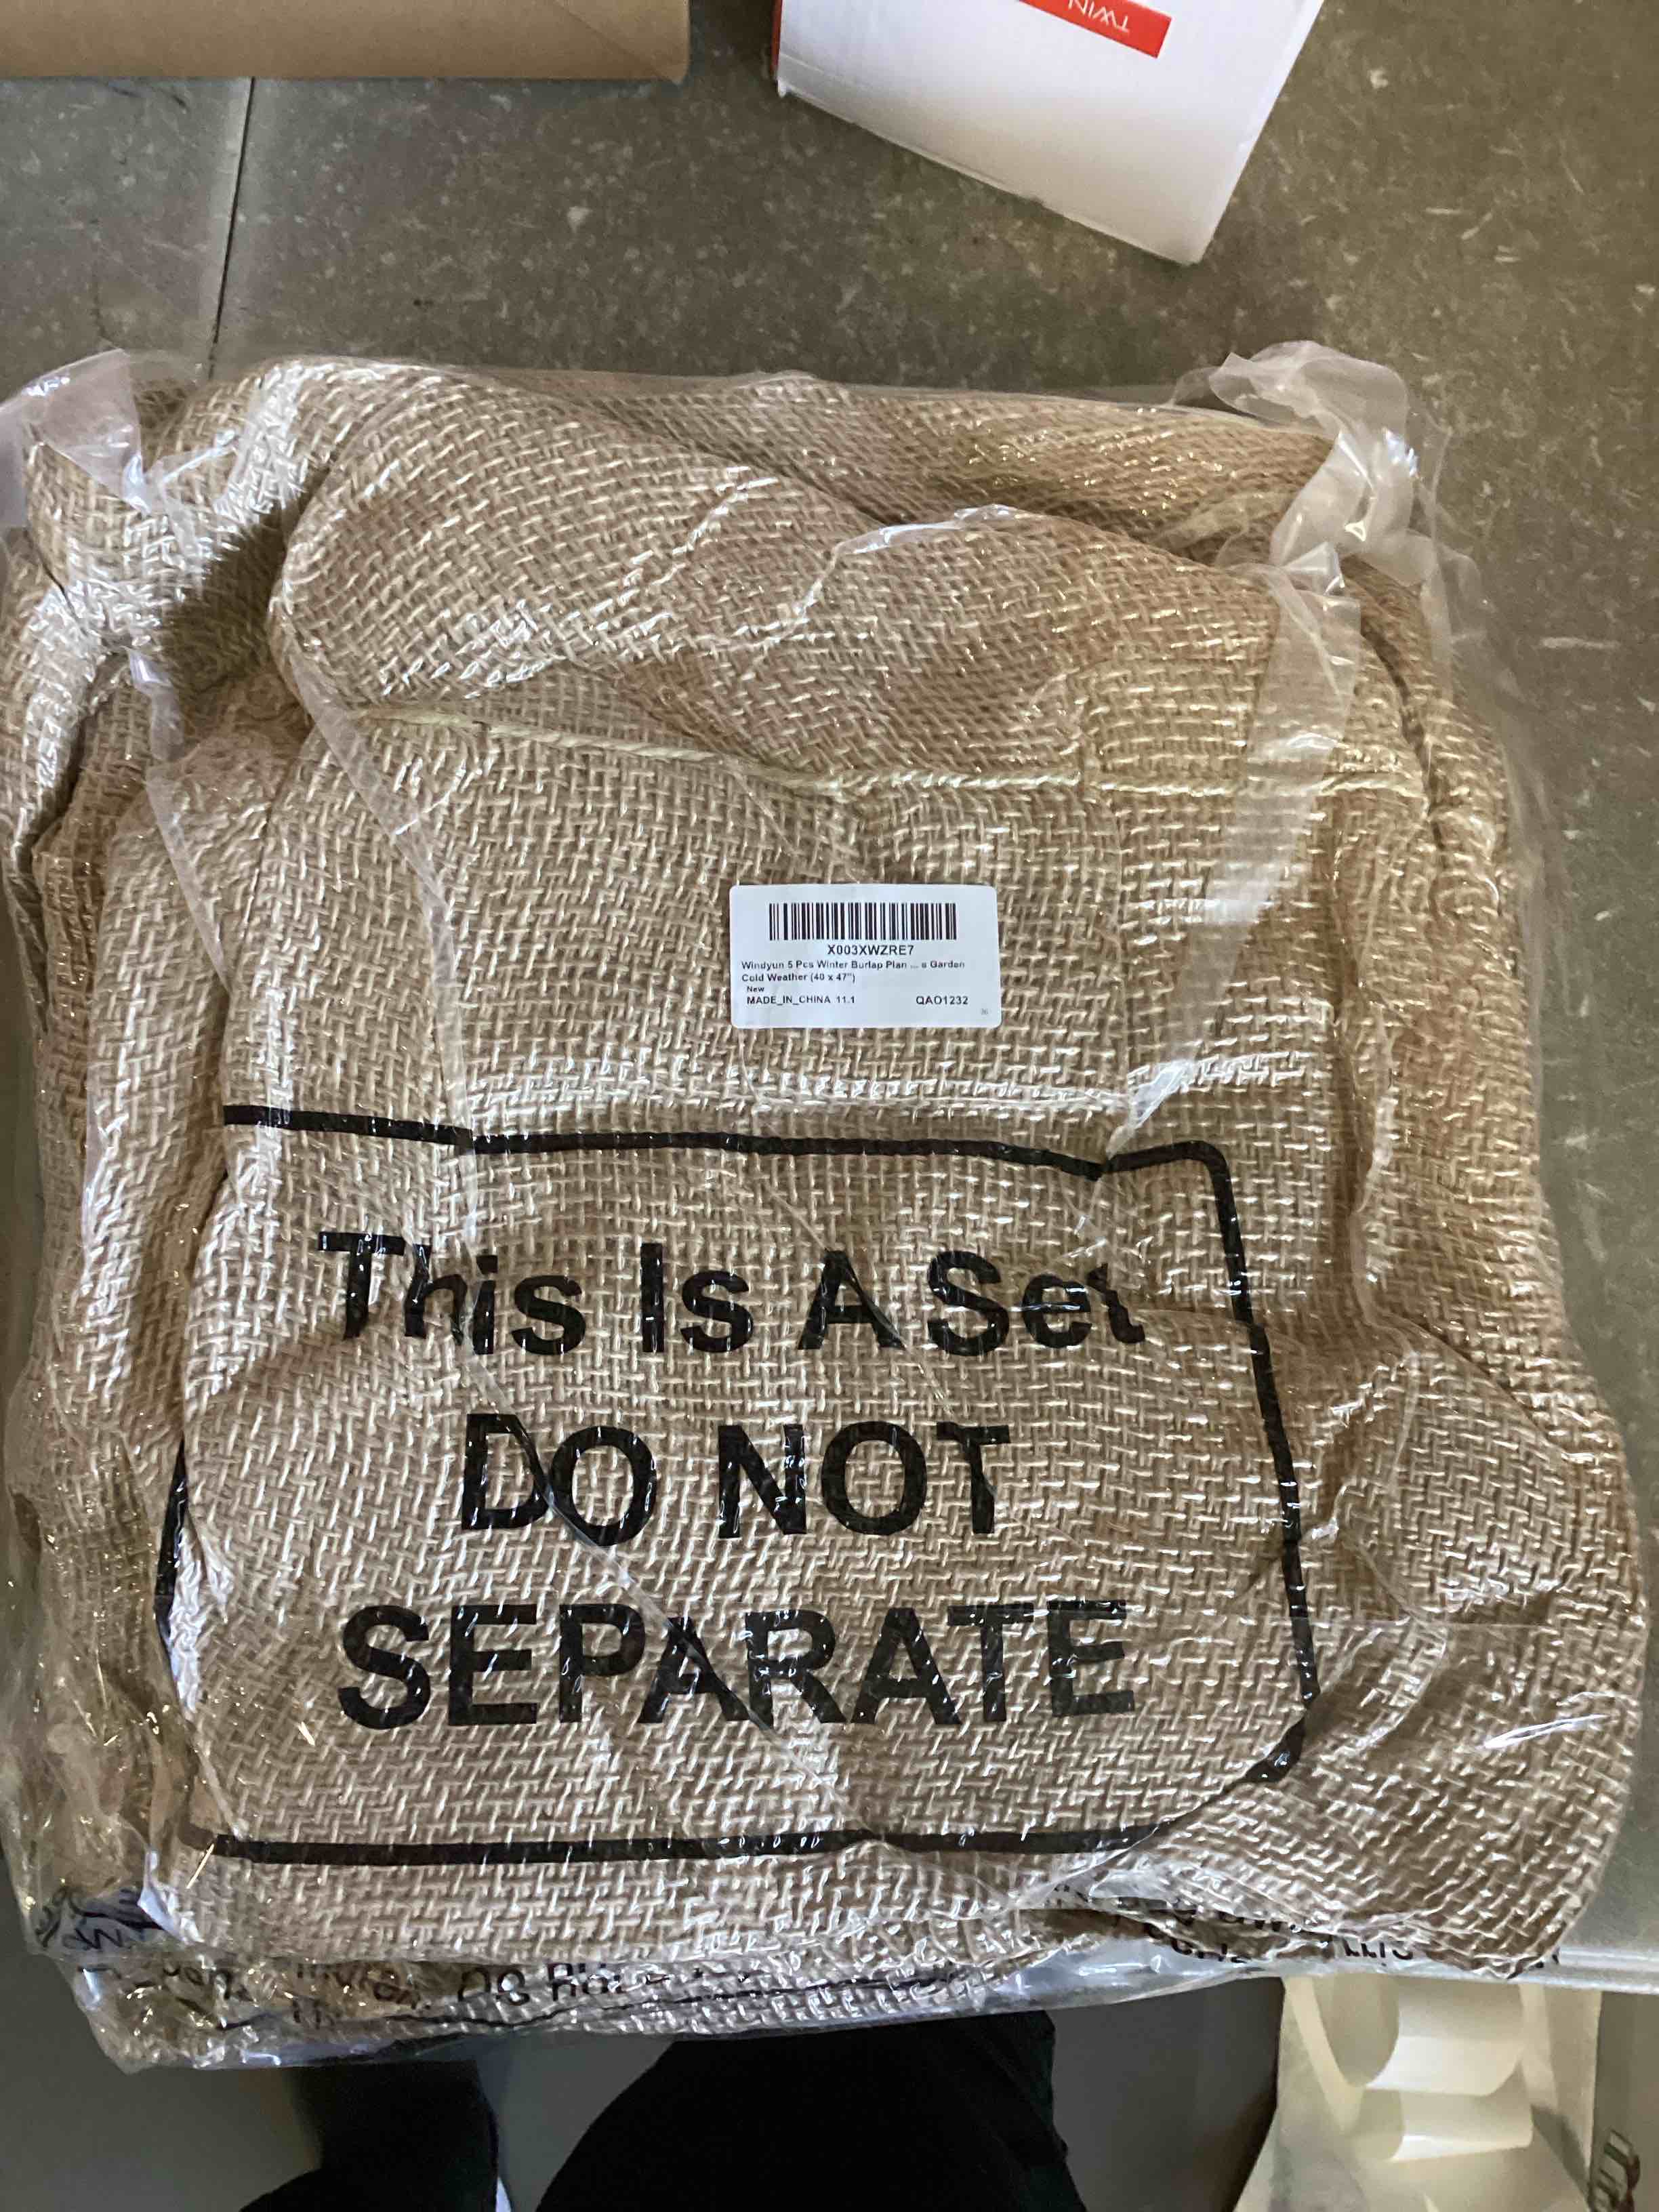 TWIN
X003XWZRE7
Windyun 5 Pcs Winter Burlap Plan ... s Garden
Cold Weather (40 x 47")
New
MADE_IN_CHINA 11.1 QAO1232
This Is A Set
DO NOT
SEPARATE